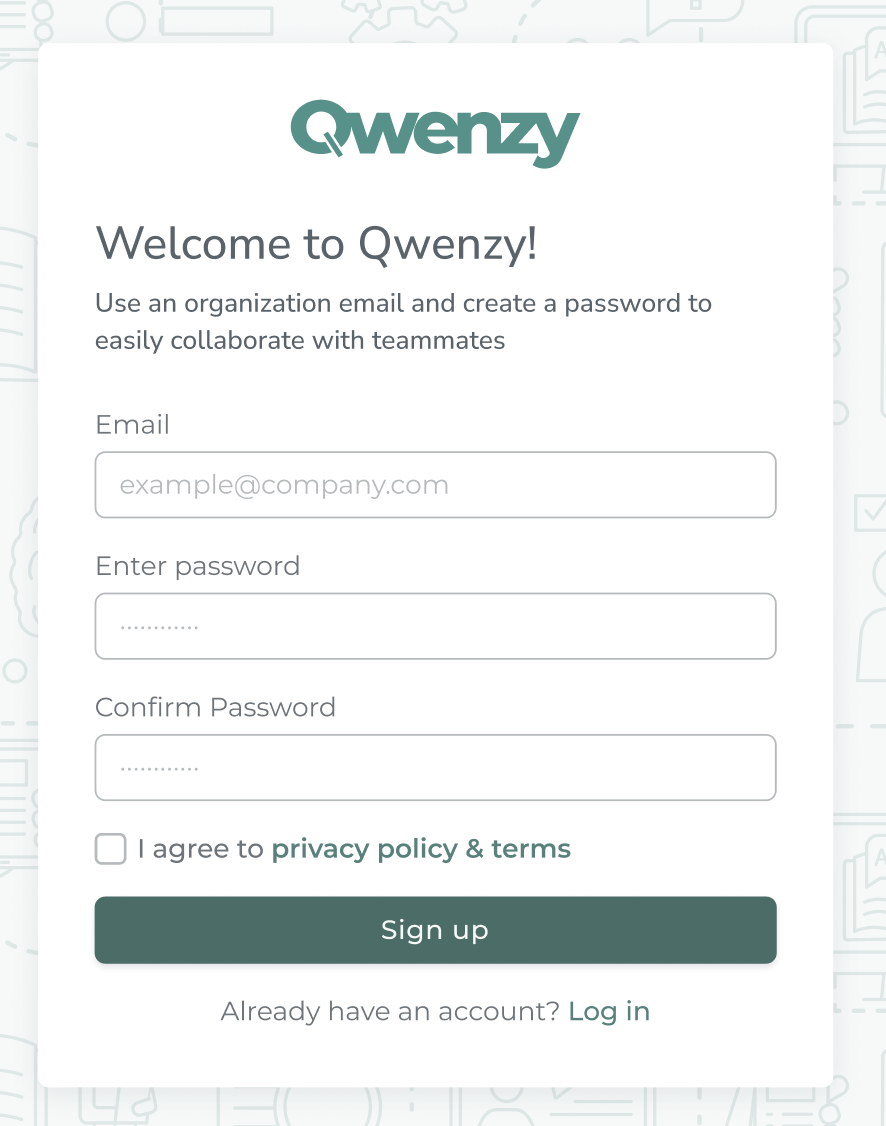 Qwenzy
Welcome to Qwenzy!
Use an organization email and create a password to
easily collaborate with teammates
Email
example@company.com
Enter password
............
Confirm Password
............
I agree to privacy policy & terms
Sign up
Already have an account? Log in